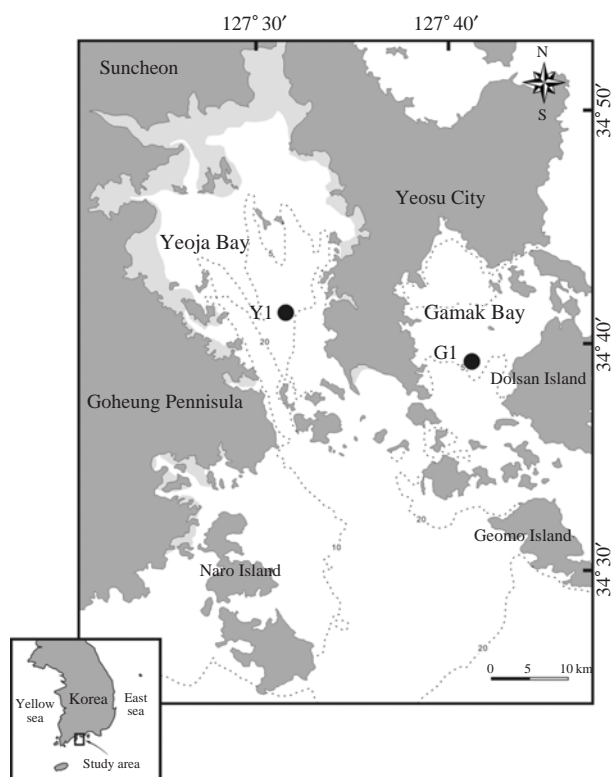 127° 30′ 127° 40′
Suncheon
N
S
34° 50′
Yeosu City
Yeoja Bay
5
Gamak Bay
Y1
20
34° 40′
G1
5
Dolsan Island
Goheung Pennisula
20
Geomo Island
10
Naro Island
34° 30′
20
0 5 10 km
Korea
Yellow
sea
East
sea
Study area